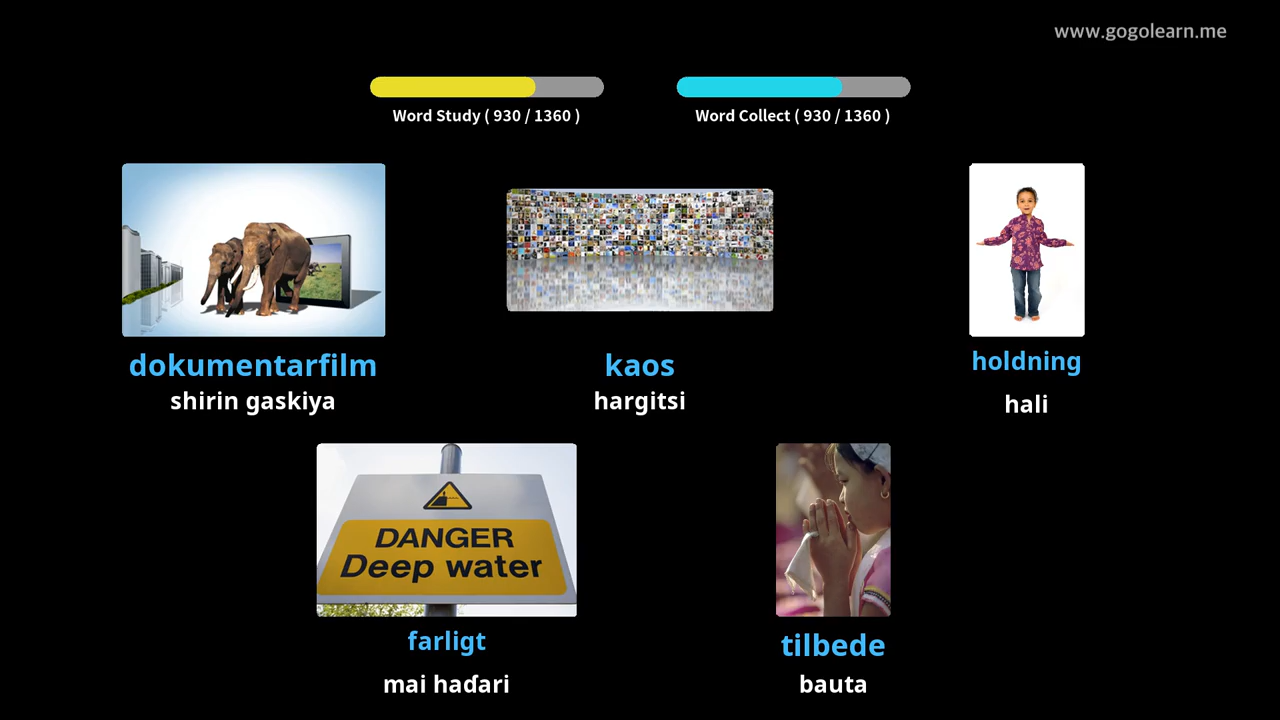 www.gogolearn.me
Word Study ( 930 / 1360 )
Word Collect ( 930 / 1360 )
dokumentarfilm
shirin gaskiya
kaos
hargitsi
holdning
hali
DANGER
Deep water
farligt
mai haɗari
tilbede
bauta